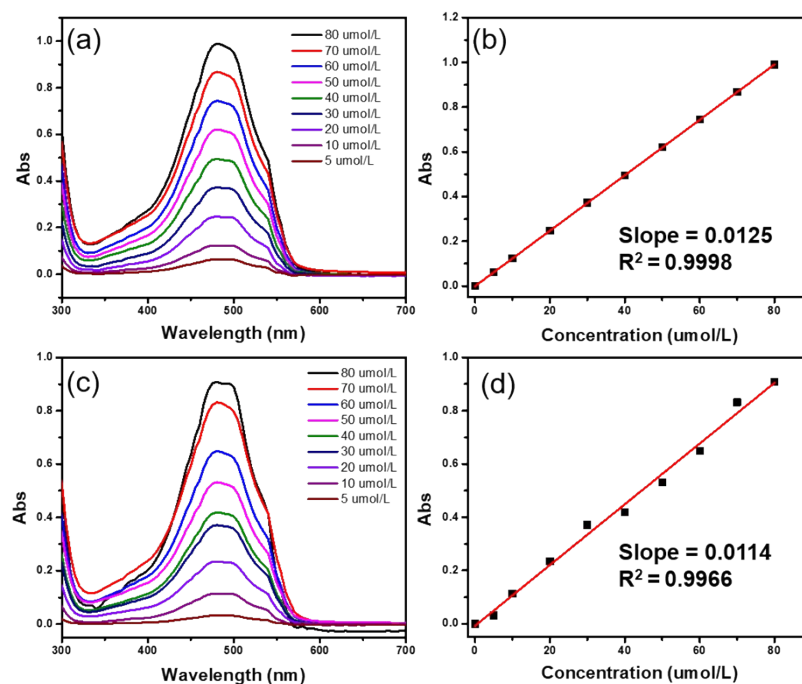 (a)
80 umol/L
70 umol/L
60 umol/L
50 umol/L
40 umol/L
30 umol/L
20 umol/L
10 umol/L
5 umol/L
1.0
0.8
0.6
0.4
0.2
0.0
Abs
300 400 500 600 700
Wavelength (nm)
(b)
1.2
1.0
0.8
0.6
0.4
0.2
0.0
Abs
Slope = 0.0125
R² = 0.9998
0 20 40 60 80
Concentration (umol/L)
(c)
80 umol/L
70 umol/L
60 umol/L
50 umol/L
40 umol/L
30 umol/L
20 umol/L
10 umol/L
5 umol/L
1.0
0.8
0.6
0.4
0.2
0.0
Abs
300 400 500 600 700
Wavelength (nm)
(d)
1.0
0.8
0.6
0.4
0.2
0.0
Abs
Slope = 0.0114
R² = 0.9966
0 20 40 60 80
Concentration (umol/L)